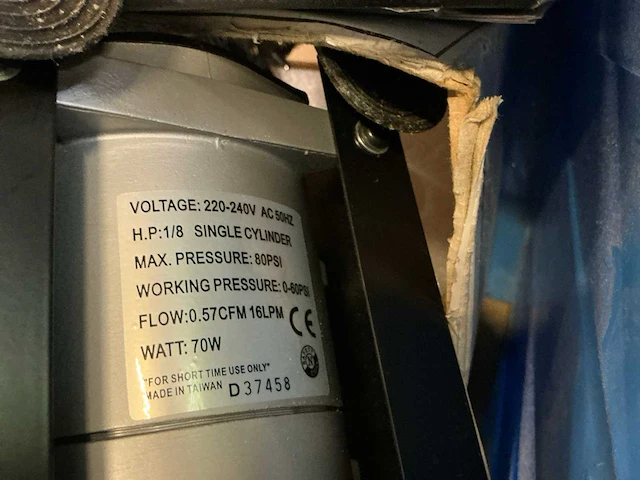 VOLTAGE: 220-240V AC 50HZ
H.P:1/8 SINGLE CYLINDER
MAX. PRESSURE: 80PSI
WORKING PRESSURE: 0-60PSI
FLOW:0.57CFM 16LPM
CE
WATT: 70W
"FOR SHORT TIME USE ONLY"
MADE IN TAIWAN D37458